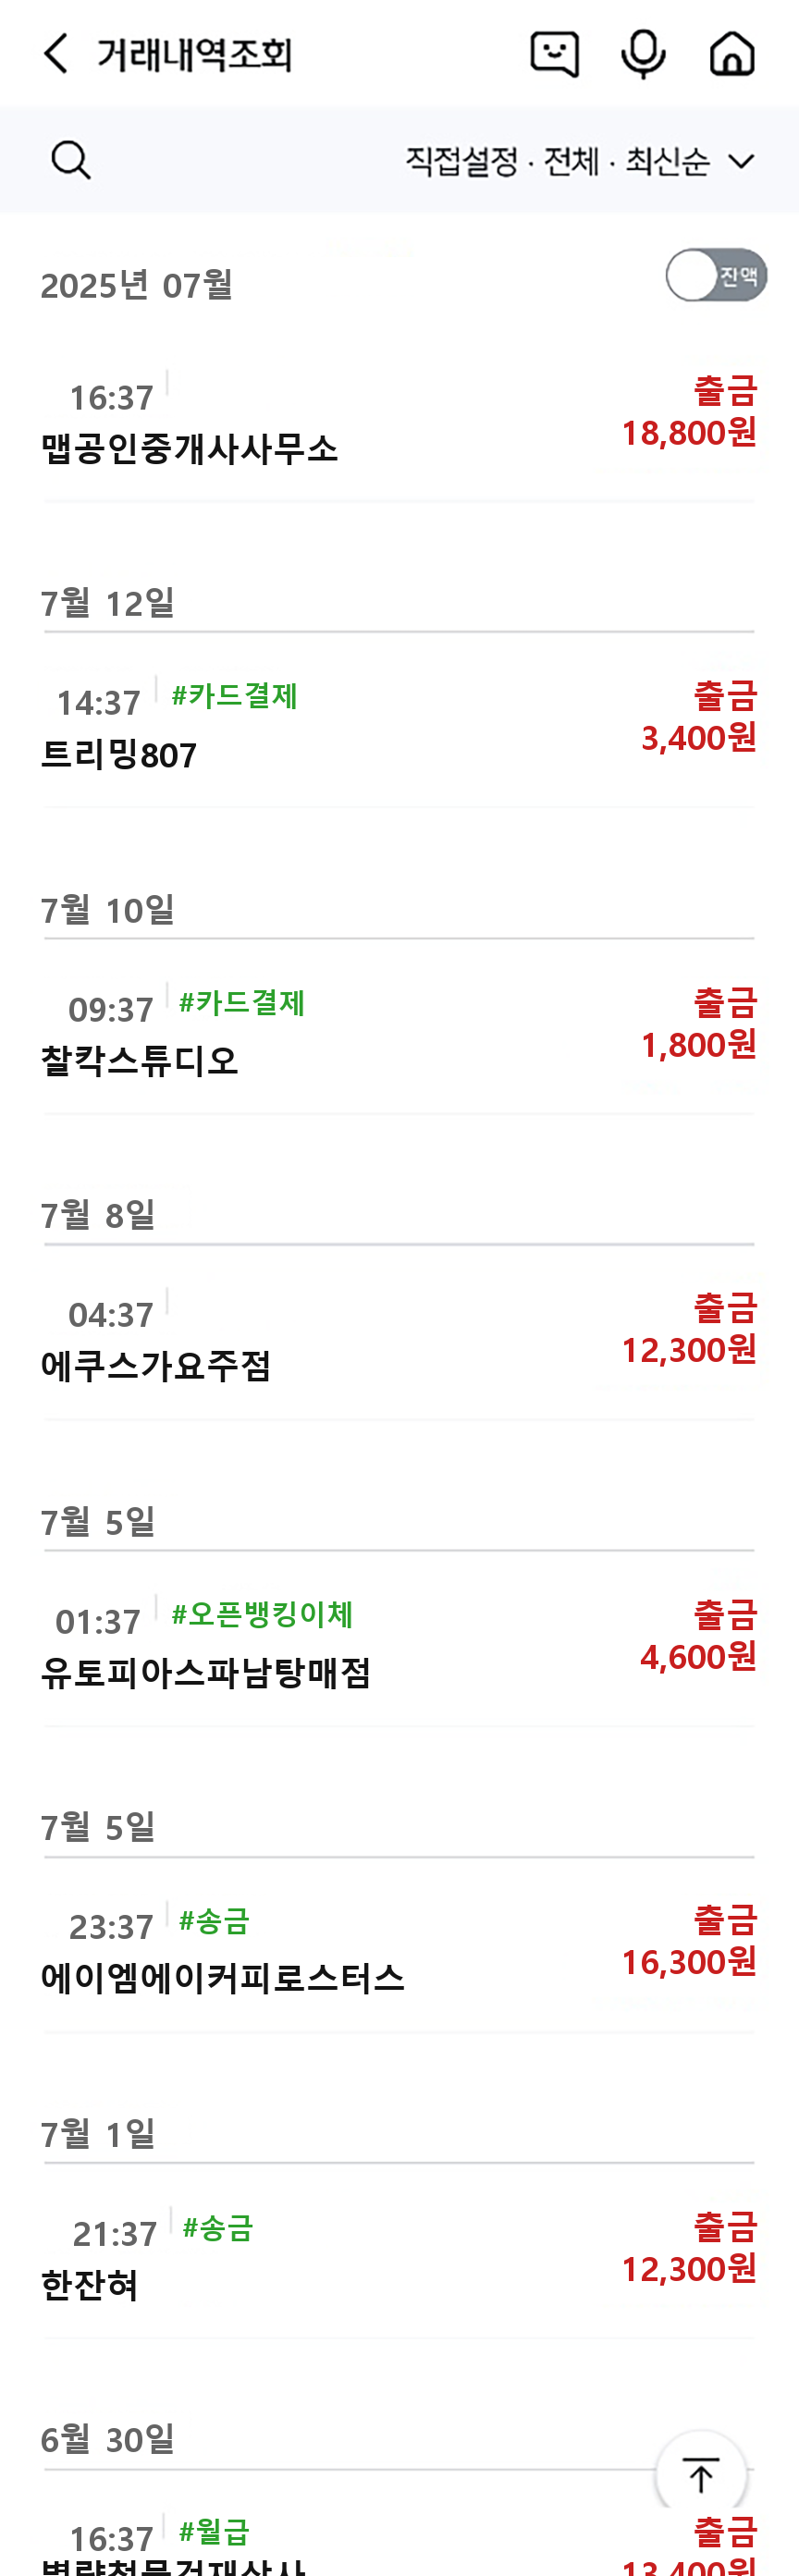 거래내역조회
직접설정 · 전체 · 최신순
2025년 07월
잔액
16:37
출금
맵공인중개사사무소
18,800원
7월 12일
14:37 #카드결제
출금
트리밍807
3,400원
7월 10일
09:37 #카드결제
출금
찰칵스튜디오
1,800원
7월 8일
04:37
출금
에쿠스가요주점
12,300원
7월 5일
01:37 #오픈뱅킹이체
출금
유토피아스파남탕매점
4,600원
7월 5일
23:37 #송금
출금
에이엠에이커피로스터스
16,300원
7월 1일
21:37 #송금
출금
한잔혀
12,300원
6월 30일
16:37 #월급
출금
13,400원